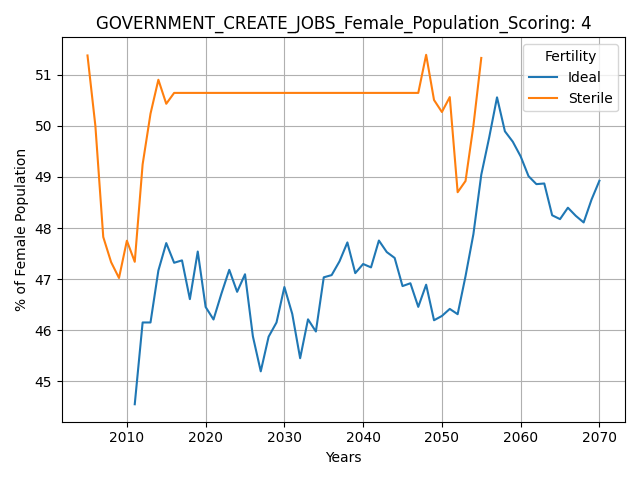 GOVERNMENT_CREATE_JOBS_Female_Population_Scoring: 4
Fertility
Ideal
Sterile
% of Female Population
51
50
49
48
47
46
45
2010 2020 2030 2040 2050 2060 2070
Years